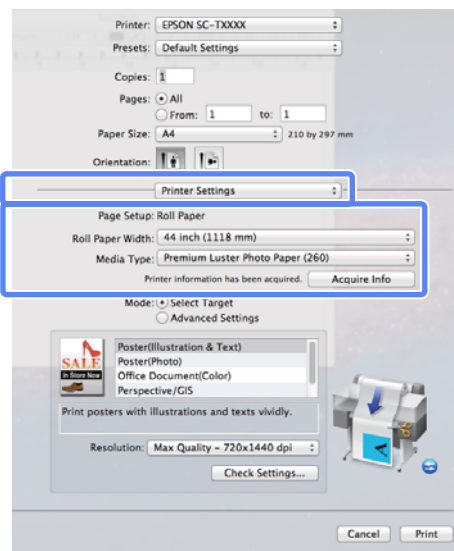 Printer: EPSON SC-TXXXX
Presets: Default Settings
Copies: 1
Pages: All
From: 1 to: 1
Paper Size: A4 210 by 297 mm
Orientation:
Printer Settings
Page Setup: Roll Paper
Roll Paper Width: 44 inch (1118 mm)
Media Type: Premium Luster Photo Paper (260)
Printer information has been acquired. Acquire Info
Mode: Select Target
Advanced Settings
SALE
In Store Now
Poster(Illustration & Text)
Poster(Photo)
Office Document(Color)
Perspective/GIS
Print posters with illustrations and texts vividly.
Resolution: Max Quality - 720x1440 dpi
Check Settings...
A
Cancel Print